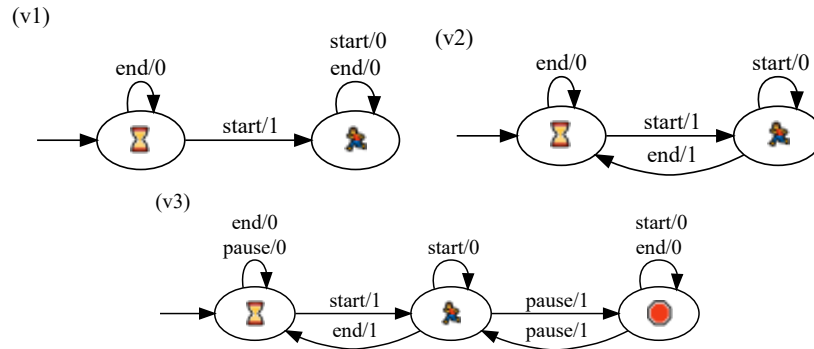 (v1)
end/0
start/1
start/0
end/0
(v2)
end/0
start/1
end/1
start/0
(v3)
end/0
pause/0
start/1
end/1
start/0
pause/1
pause/1
start/0
end/0